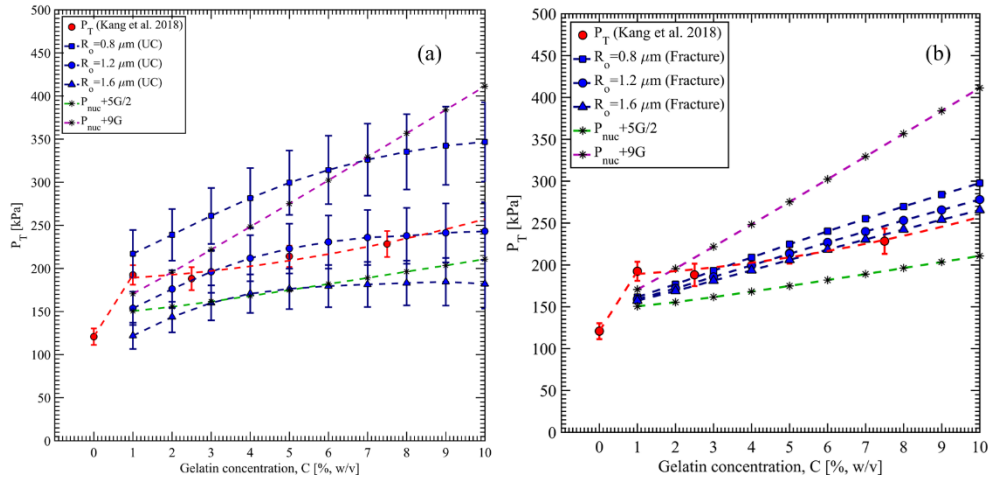 500
450
400
350
300
250
200
150
100
50
0
P_T [kPa]
P_T (Kang et al. 2018)
R_o=0.8 μm (UC)
R_o=1.2 μm (UC)
R_o=1.6 μm (UC)
P_nuc+5G/2
P_nuc+9G
(a)
0 1 2 3 4 5 6 7 8 9 10
Gelatin concentration, C [%, w/v]
500
450
400
350
300
250
200
150
100
50
0
P_T [kPa]
P_T (Kang et al. 2018)
R_o=0.8 μm (Fracture)
R_o=1.2 μm (Fracture)
R_o=1.6 μm (Fracture)
P_nuc+5G/2
P_nuc+9G
(b)
0 1 2 3 4 5 6 7 8 9 10
Gelatin concentration, C [%, w/v]